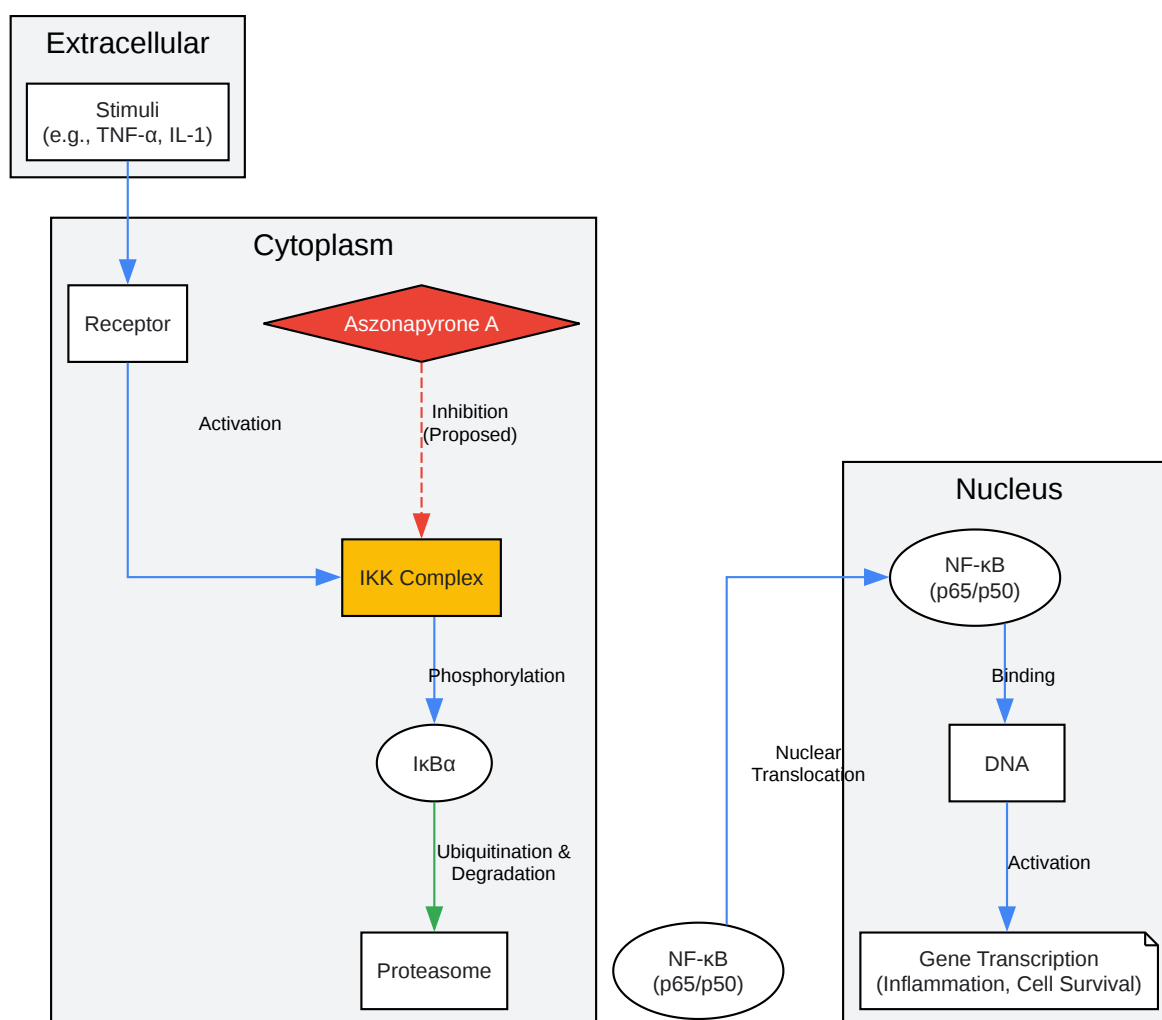 Extracellular
Stimuli
(e.g., TNF-α, IL-1)
Cytoplasm
Receptor
Aszonapyrone A
Activation
Inhibition
(Proposed)
IKK Complex
Phosphorylation
IκBα
Ubiquitination &
Degradation
Proteasome
NF-κB
(p65/p50)
Nuclear
Translocation
Nucleus
NF-κB
(p65/p50)
Binding
DNA
Activation
Gene Transcription
(Inflammation, Cell Survival)